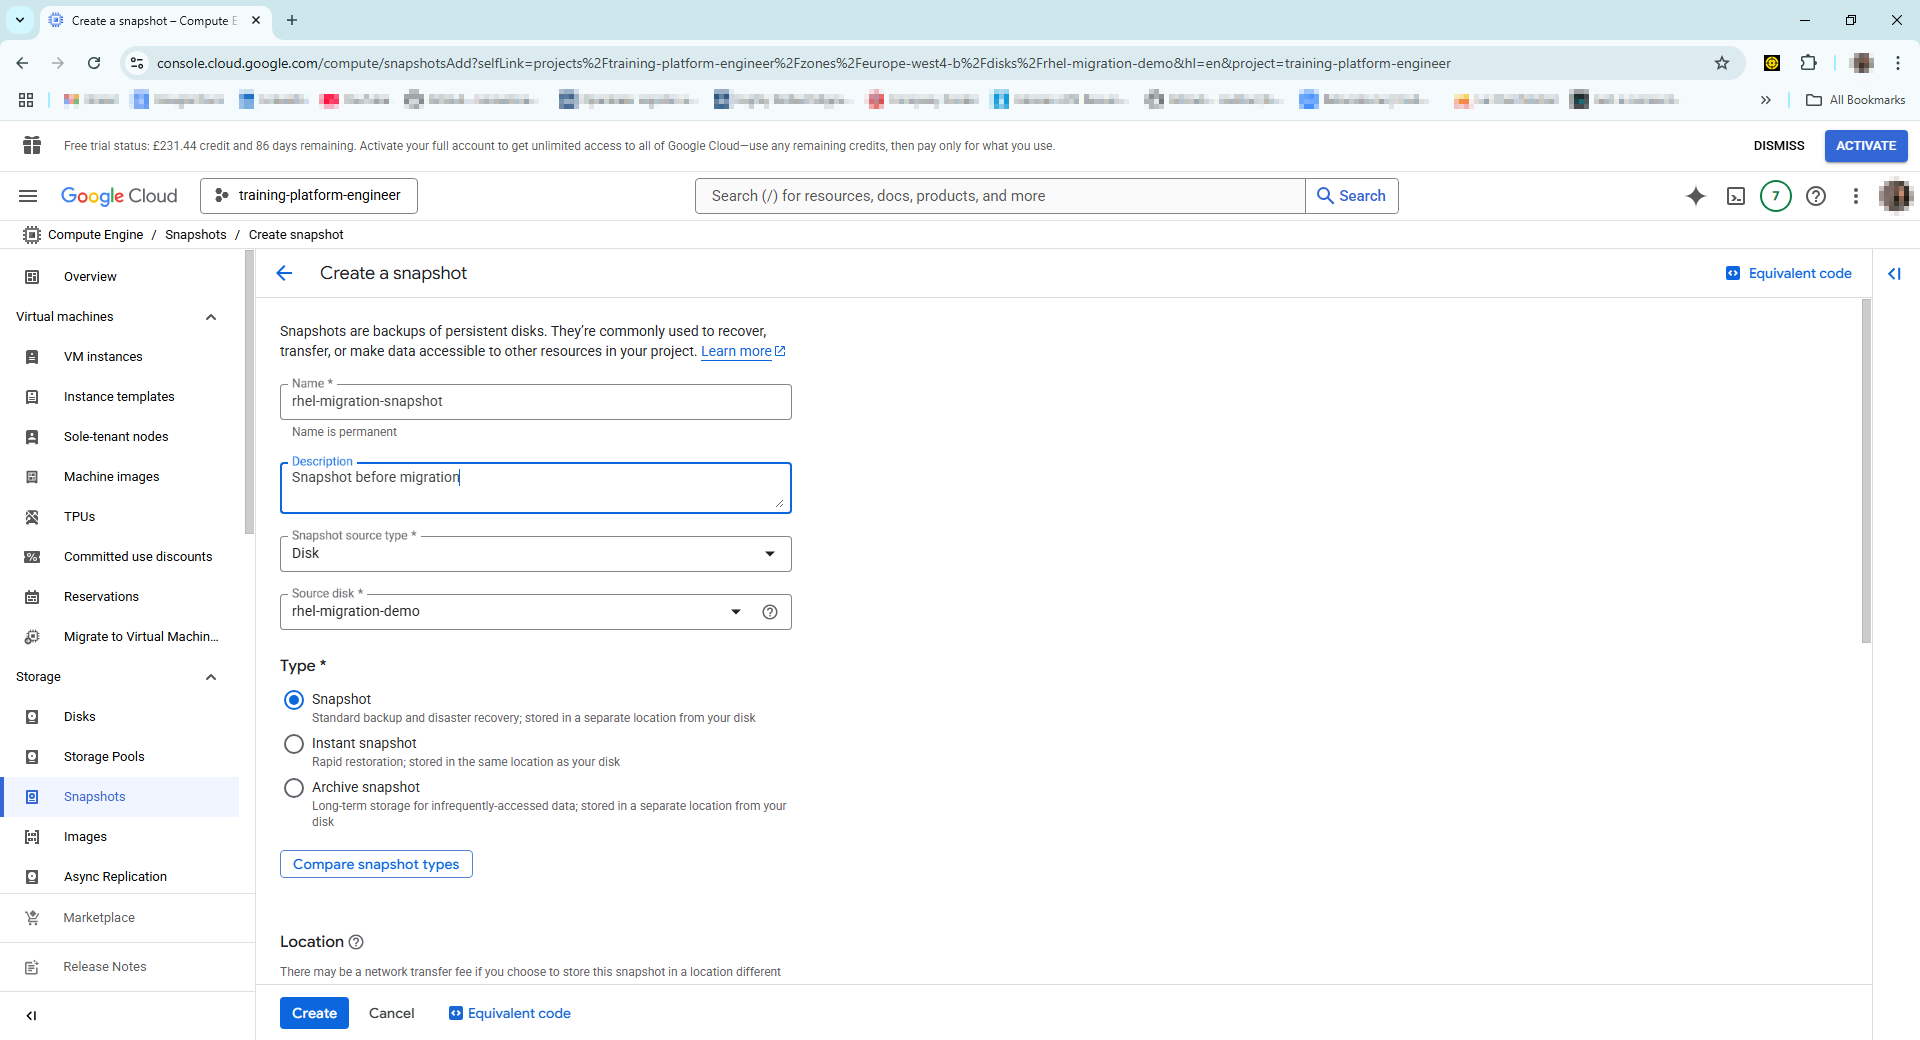 Create a snapshot – Compute E
console.cloud.google.com/compute/snapshotsAdd?selfLink=projects%2Ftraining-platform-engineer%2Fzones%2Feurope-west4-b%2Fdisks%2Frhel-migration-demo&hl=en&project=training-platform-engineer
All Bookmarks
Free trial status: £231.44 credit and 86 days remaining. Activate your full account to get unlimited access to all of Google Cloud—use any remaining credits, then pay only for what you use.
DISMISS
ACTIVATE
Google Cloud
training-platform-engineer
Search (/) for resources, docs, products, and more
Search
7
Compute Engine / Snapshots / Create snapshot
Overview
Virtual machines
VM instances
Instance templates
Sole-tenant nodes
Machine images
TPUs
Committed use discounts
Reservations
Migrate to Virtual Machin...
Storage
Disks
Storage Pools
Snapshots
Images
Async Replication
Marketplace
Release Notes
Create a snapshot
Equivalent code
Snapshots are backups of persistent disks. They're commonly used to recover,
transfer, or make data accessible to other resources in your project. Learn more
Name *
rhel-migration-snapshot
Name is permanent
Description
Snapshot before migration
Snapshot source type *
Disk
Source disk *
rhel-migration-demo
Type *
Snapshot
Standard backup and disaster recovery; stored in a separate location from your disk
Instant snapshot
Rapid restoration; stored in the same location as your disk
Archive snapshot
Long-term storage for infrequently-accessed data; stored in a separate location from your
disk
Compare snapshot types
Location
There may be a network transfer fee if you choose to store this snapshot in a location different
Create
Cancel
Equivalent code